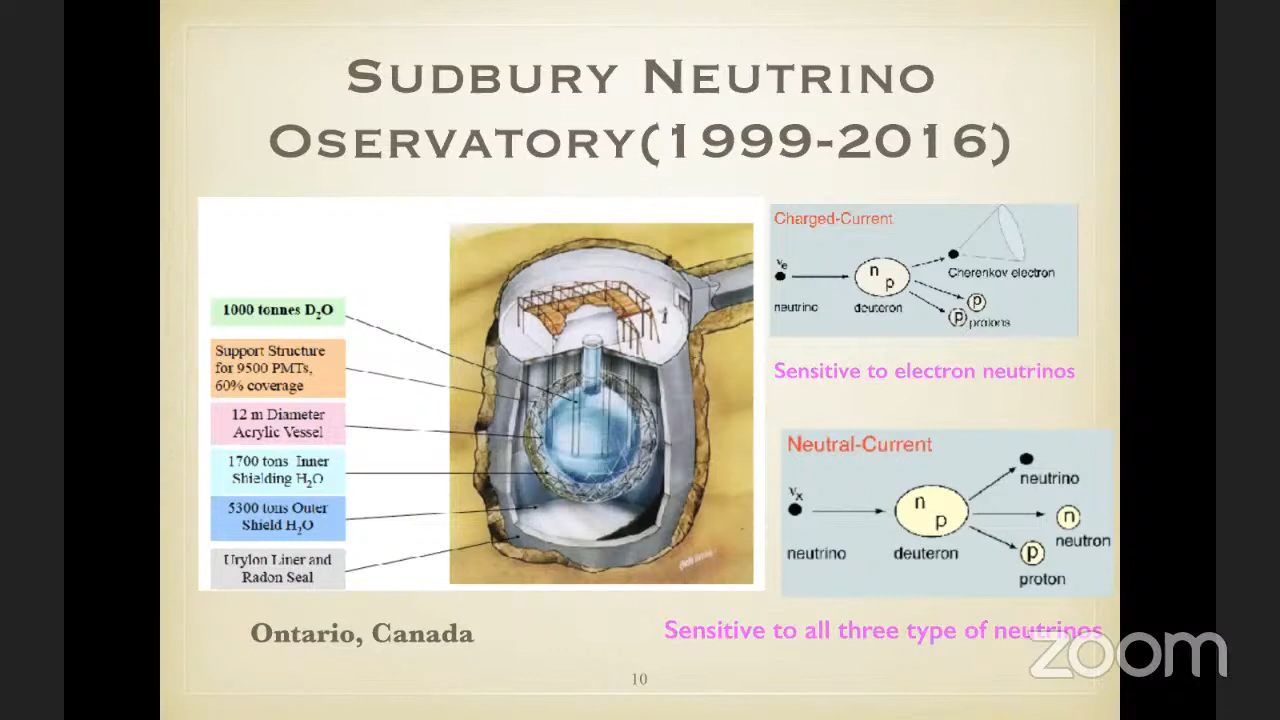 SUDBURY NEUTRINO
OSERVATORY(1999-2016)
1000 tonnes D₂O
Support Structure
for 9500 PMTs,
60% coverage
12 m Diameter
Acrylic Vessel
1700 tons Inner
Shielding H₂O
5300 tons Outer
Shield H₂O
Urylon Liner and
Radon Seal
Ontario, Canada
Charged-Current
νe
n
p
Cherenkov electron
neutrino
deuteron
p
p protons
Sensitive to electron neutrinos
Neutral-Current
νx
n
p
neutrino
n
neutron
neutrino
deuteron
p
proton
Sensitive to all three type of neutrinos
zoom
10